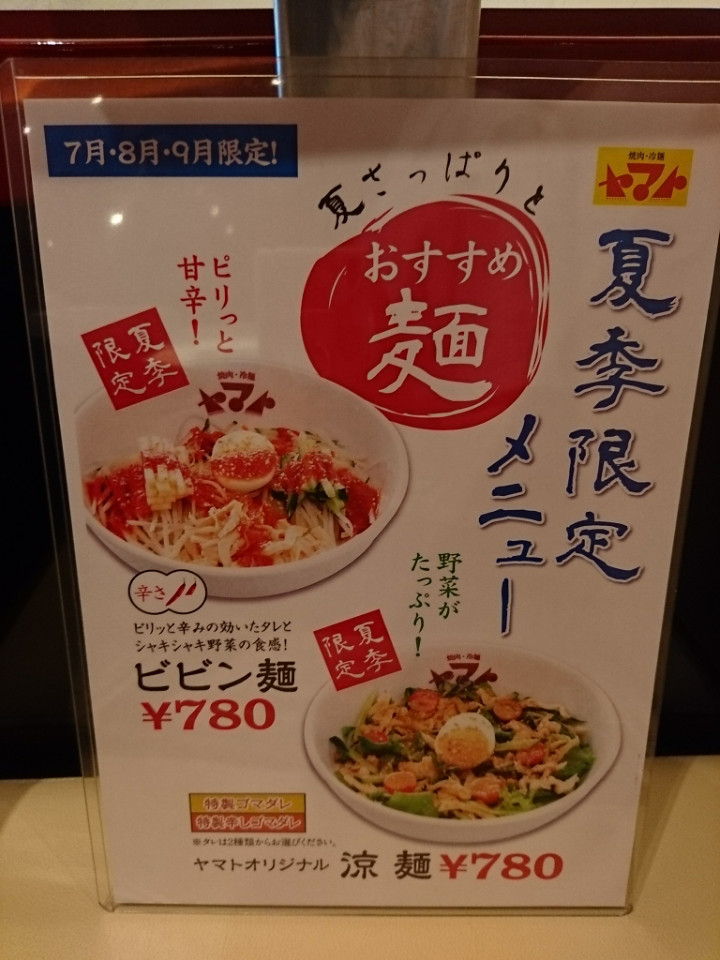 7月・8月・9月限定!
焼肉・冷麺
ヤマト
夏季限定
メニュー
夏さっぱりと
おすすめ
麺
ピリっと
甘辛!
夏季
限定
焼肉・冷麺
ヤマト
辛さ
ピリッと辛みの効いたタレと
シャキシャキ野菜の食感!
ビビン麺
¥780
野菜が
たっぷり!
夏季
限定
焼肉・冷麺
ヤマト
特製ゴマダレ
特製辛しゴマダレ
※タレは2種類からお選びください。
ヤマトオリジナル 涼麺 ¥780